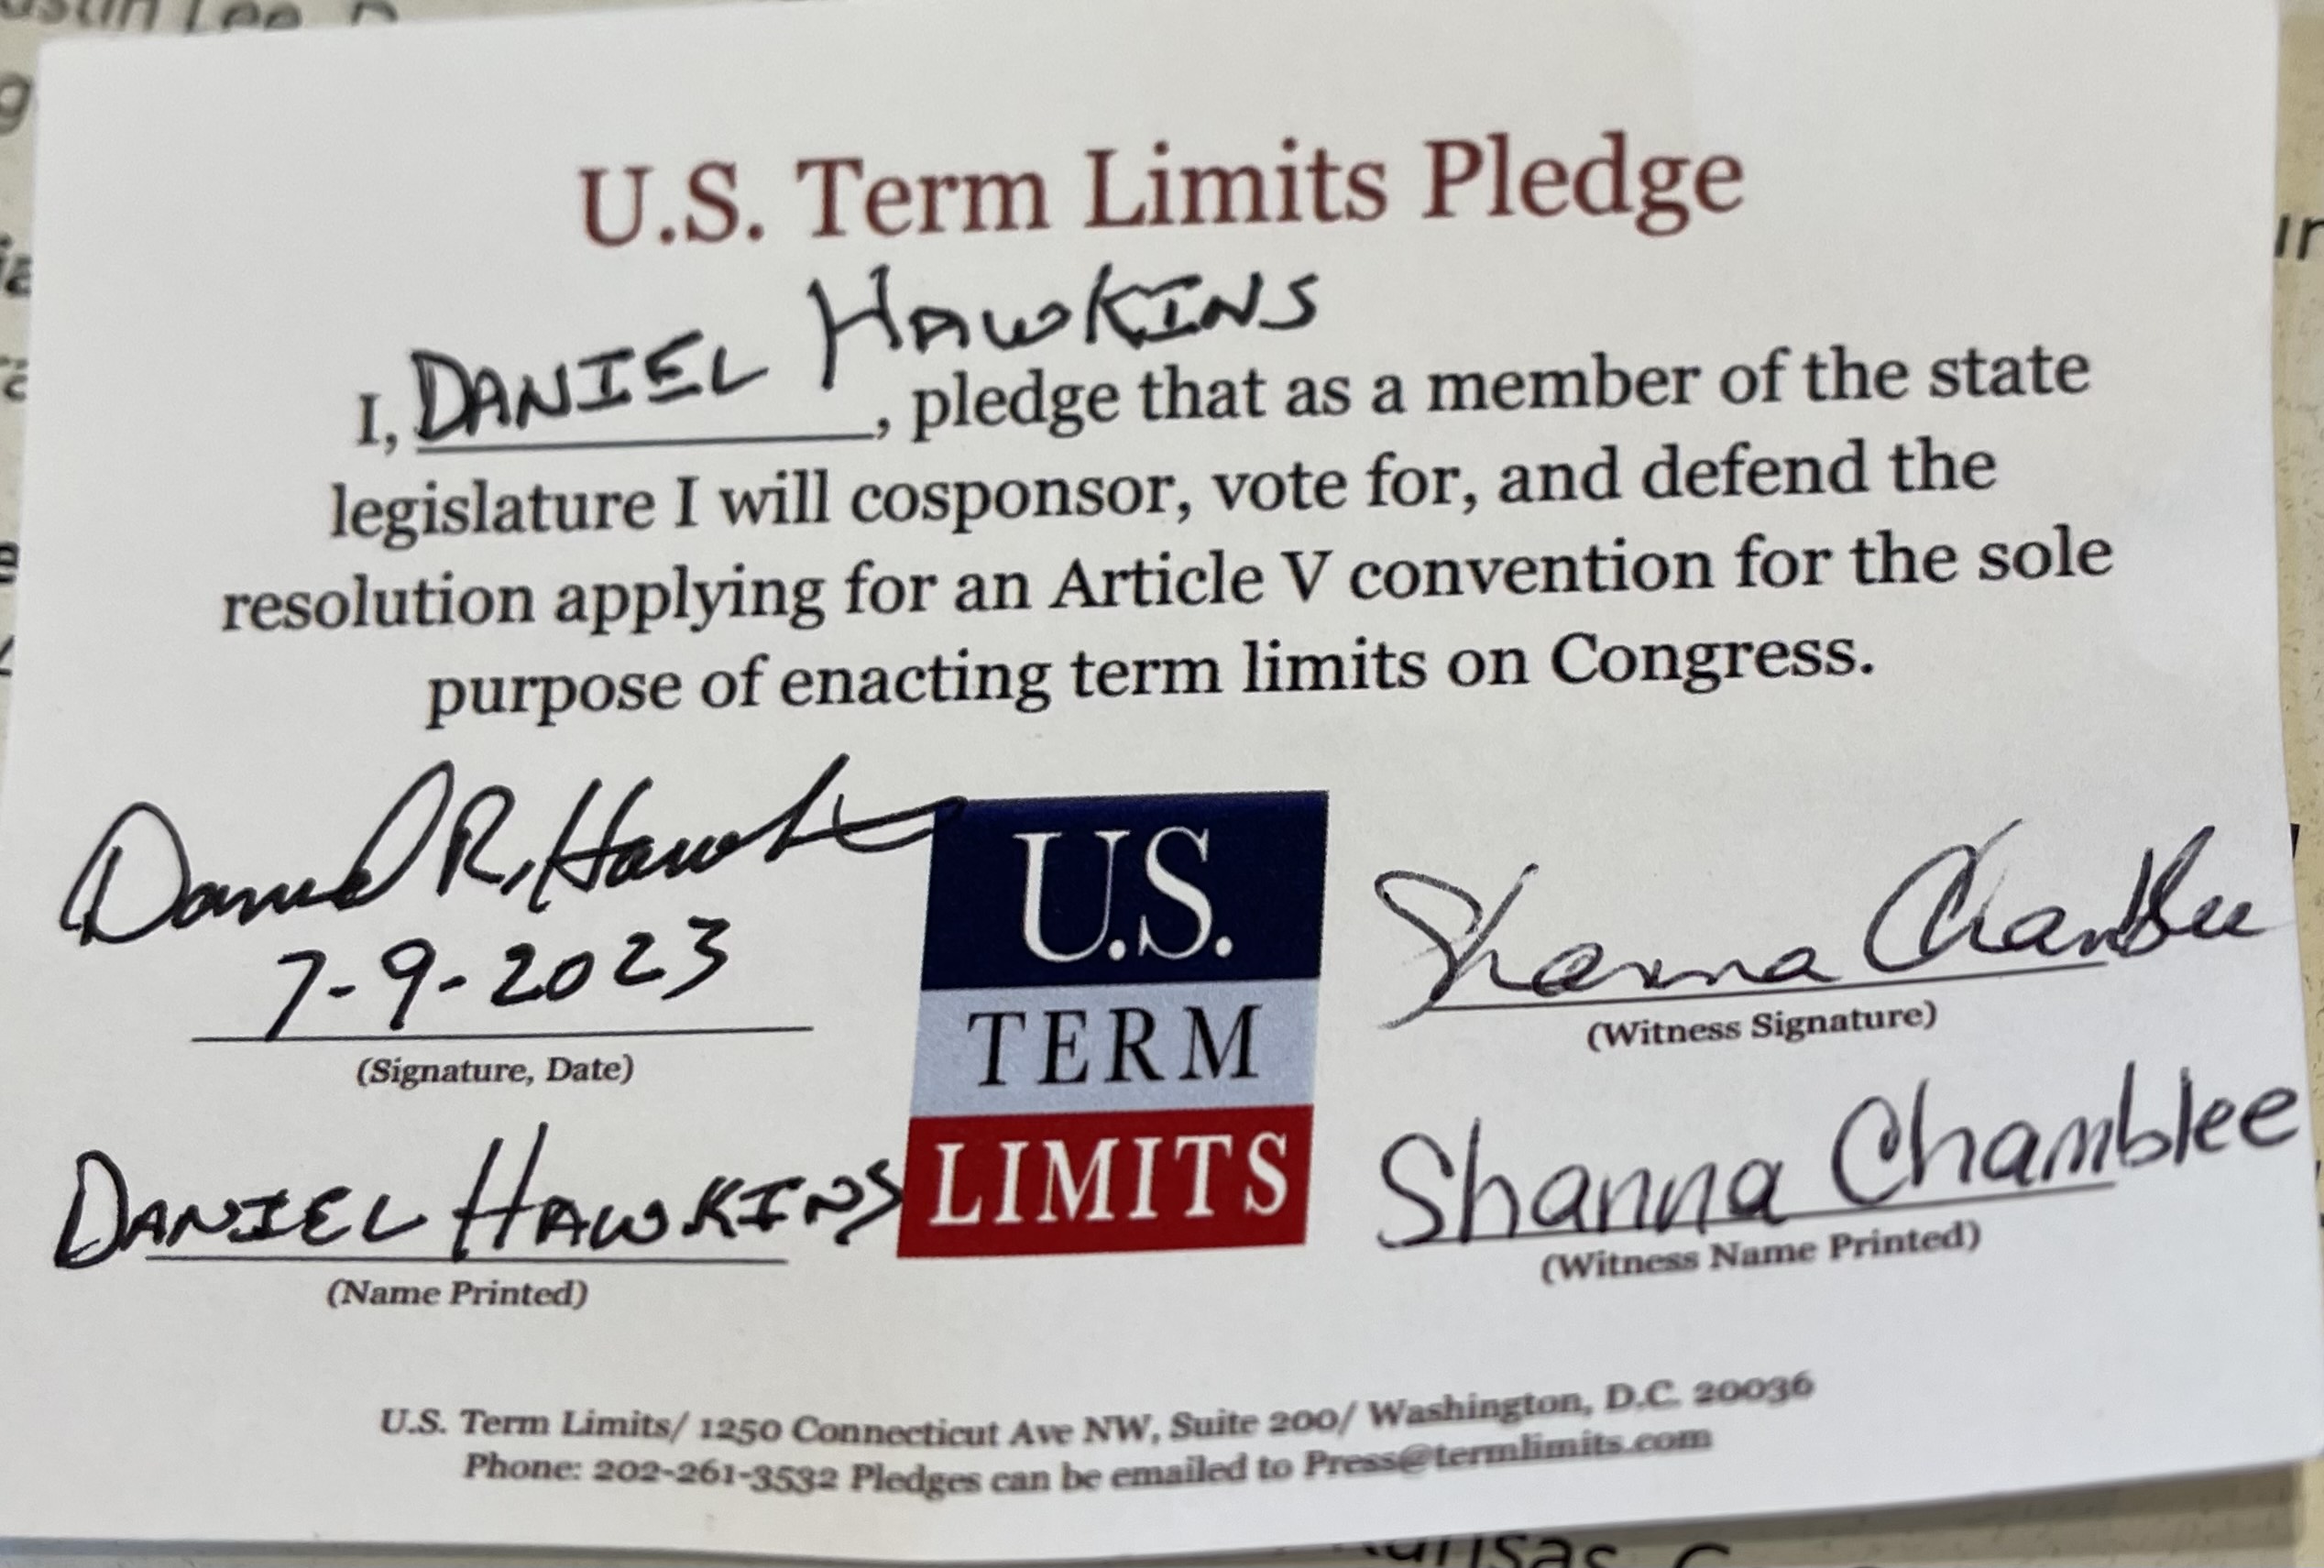 U.S. Term Limits Pledge
I, DANIEL HAWKINS, pledge that as a member of the state
legislature I will cosponsor, vote for, and defend the
resolution applying for an Article V convention for the sole
purpose of enacting term limits on Congress.
Daniel R. Hawkins
7-9-2023
(Signature, Date)
DANIEL HAWKINS
(Name Printed)
U.S.
TERM
LIMITS
Shanna Chamblee
(Witness Signature)
Shanna Chamblee
(Witness Name Printed)
U.S. Term Limits/ 1250 Connecticut Ave NW, Suite 200/ Washington, D.C. 20036
Phone: 202-261-3532 Pledges can be emailed to Press@termlimits.com